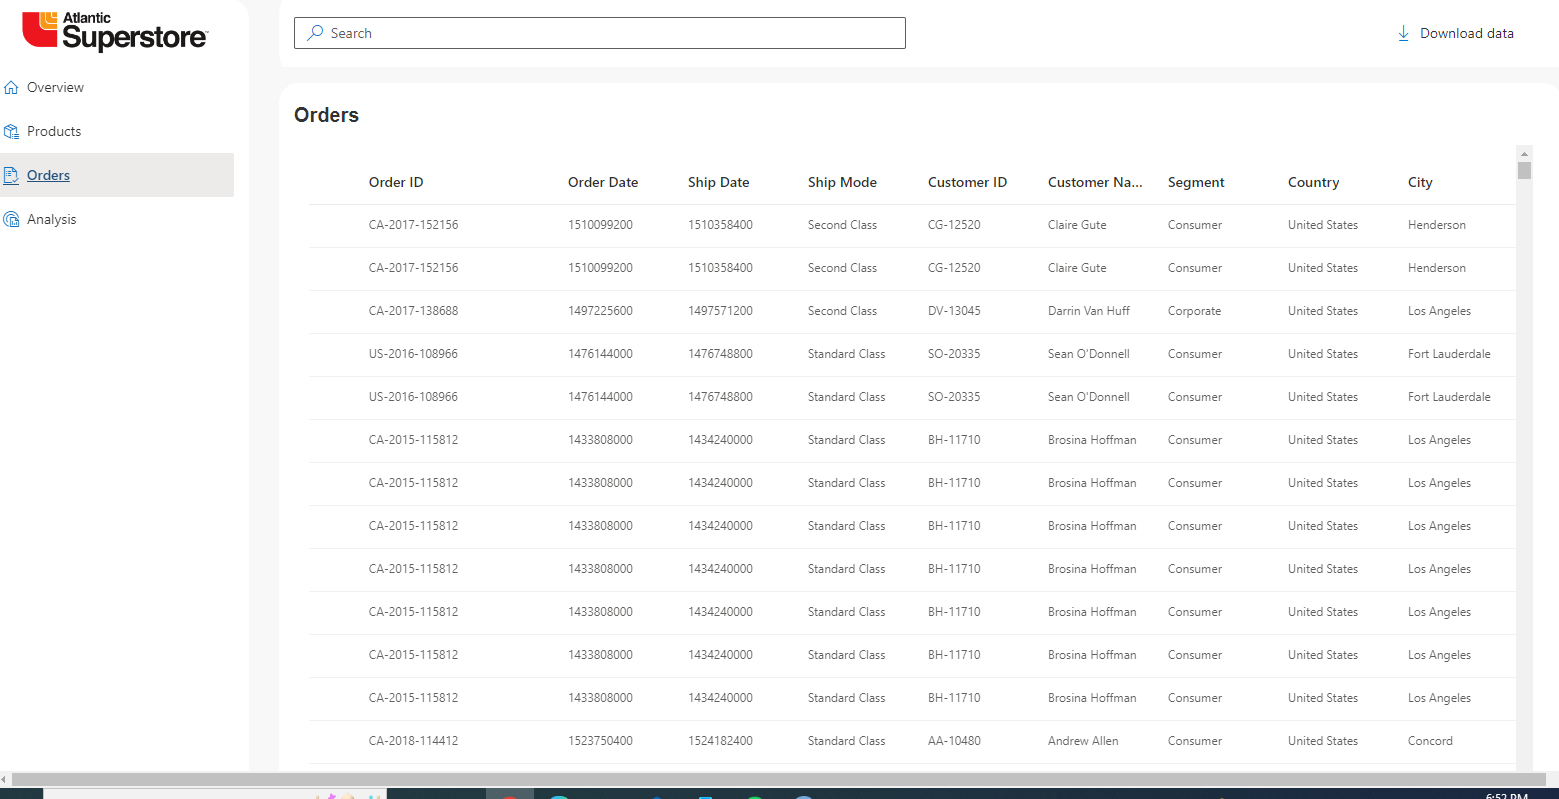 Atlantic
Superstore
Search
Download data
Overview
Products
Orders
Analysis
Orders
Order ID Order Date Ship Date Ship Mode Customer ID Customer Na... Segment Country City
CA-2017-152156 1510099200 1510358400 Second Class CG-12520 Claire Gute Consumer United States Henderson
CA-2017-152156 1510099200 1510358400 Second Class CG-12520 Claire Gute Consumer United States Henderson
CA-2017-138688 1497225600 1497571200 Second Class DV-13045 Darrin Van Huff Corporate United States Los Angeles
US-2016-108966 1476144000 1476748800 Standard Class SO-20335 Sean O'Donnell Consumer United States Fort Lauderdale
US-2016-108966 1476144000 1476748800 Standard Class SO-20335 Sean O'Donnell Consumer United States Fort Lauderdale
CA-2015-115812 1433808000 1434240000 Standard Class BH-11710 Brosina Hoffman Consumer United States Los Angeles
CA-2015-115812 1433808000 1434240000 Standard Class BH-11710 Brosina Hoffman Consumer United States Los Angeles
CA-2015-115812 1433808000 1434240000 Standard Class BH-11710 Brosina Hoffman Consumer United States Los Angeles
CA-2015-115812 1433808000 1434240000 Standard Class BH-11710 Brosina Hoffman Consumer United States Los Angeles
CA-2015-115812 1433808000 1434240000 Standard Class BH-11710 Brosina Hoffman Consumer United States Los Angeles
CA-2015-115812 1433808000 1434240000 Standard Class BH-11710 Brosina Hoffman Consumer United States Los Angeles
CA-2015-115812 1433808000 1434240000 Standard Class BH-11710 Brosina Hoffman Consumer United States Los Angeles
CA-2018-114412 1523750400 1524182400 Standard Class AA-10480 Andrew Allen Consumer United States Concord
6:52 PM